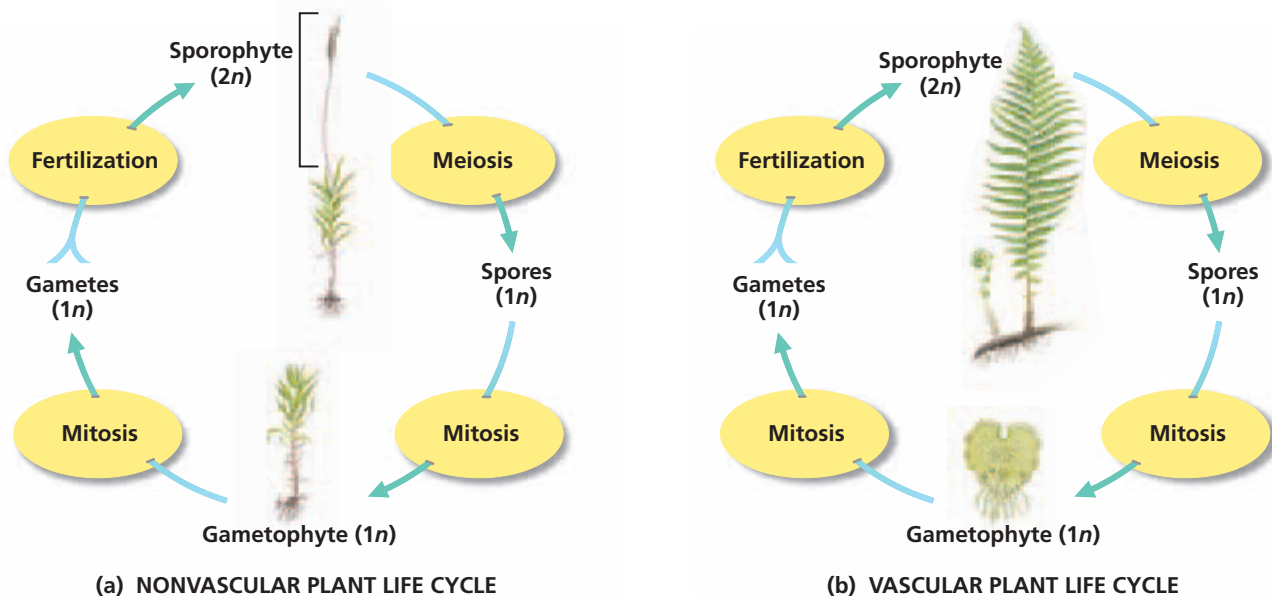 Sporophyte
(2n)
Fertilization
Meiosis
Gametes
(1n)
Spores
(1n)
Mitosis
Mitosis
Gametophyte (1n)
(a) NONVASCULAR PLANT LIFE CYCLE
Sporophyte
(2n)
Fertilization
Meiosis
Gametes
(1n)
Spores
(1n)
Mitosis
Mitosis
Gametophyte (1n)
(b) VASCULAR PLANT LIFE CYCLE